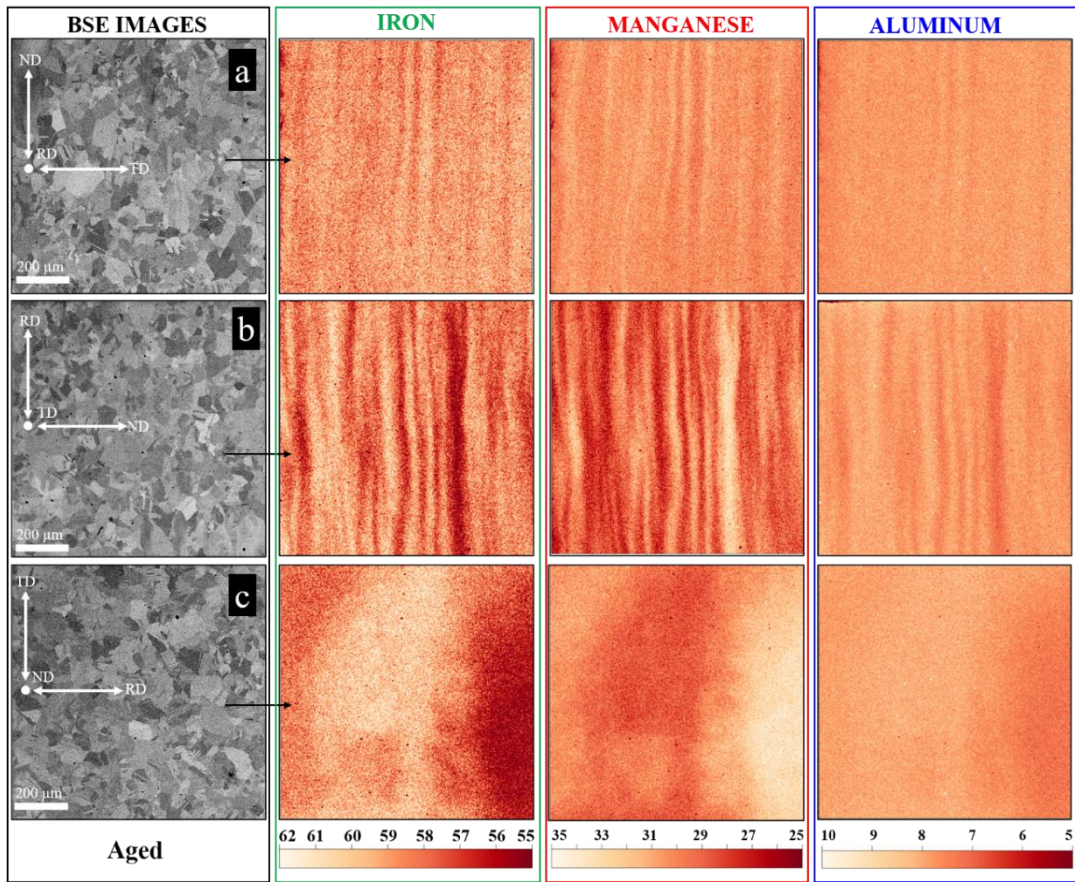 BSE IMAGES
IRON
MANGANESE
ALUMINUM
a
ND
RD
TD
200 µm
b
RD
TD
ND
200 µm
c
TD
ND
RD
200 µm
Aged
62 61 60 59 58 57 56 55
35 33 31 29 27 25
10 9 8 7 6 5